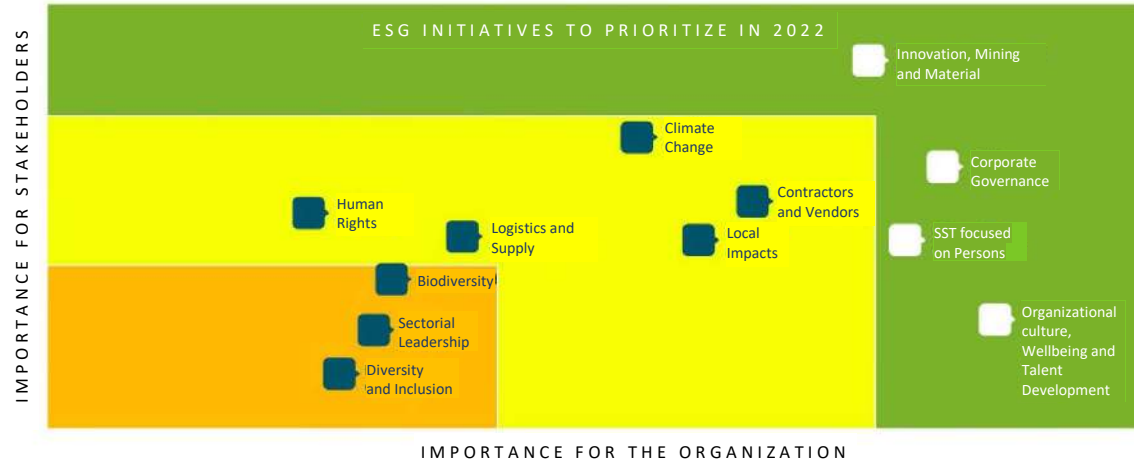 ESG INITIATIVES TO PRIORITIZE IN 2022
IMPORTANCE FOR STAKEHOLDERS
Innovation, Mining
and Material
Climate
Change
Corporate
Governance
Contractors
and Vendors
Human
Rights
Logistics and
Supply
Local
Impacts
SST focused
on Persons
Biodiversity
Sectorial
Leadership
Organizational
culture,
Wellbeing and
Talent
Development
Diversity
and Inclusion
IMPORTANCE FOR THE ORGANIZATION